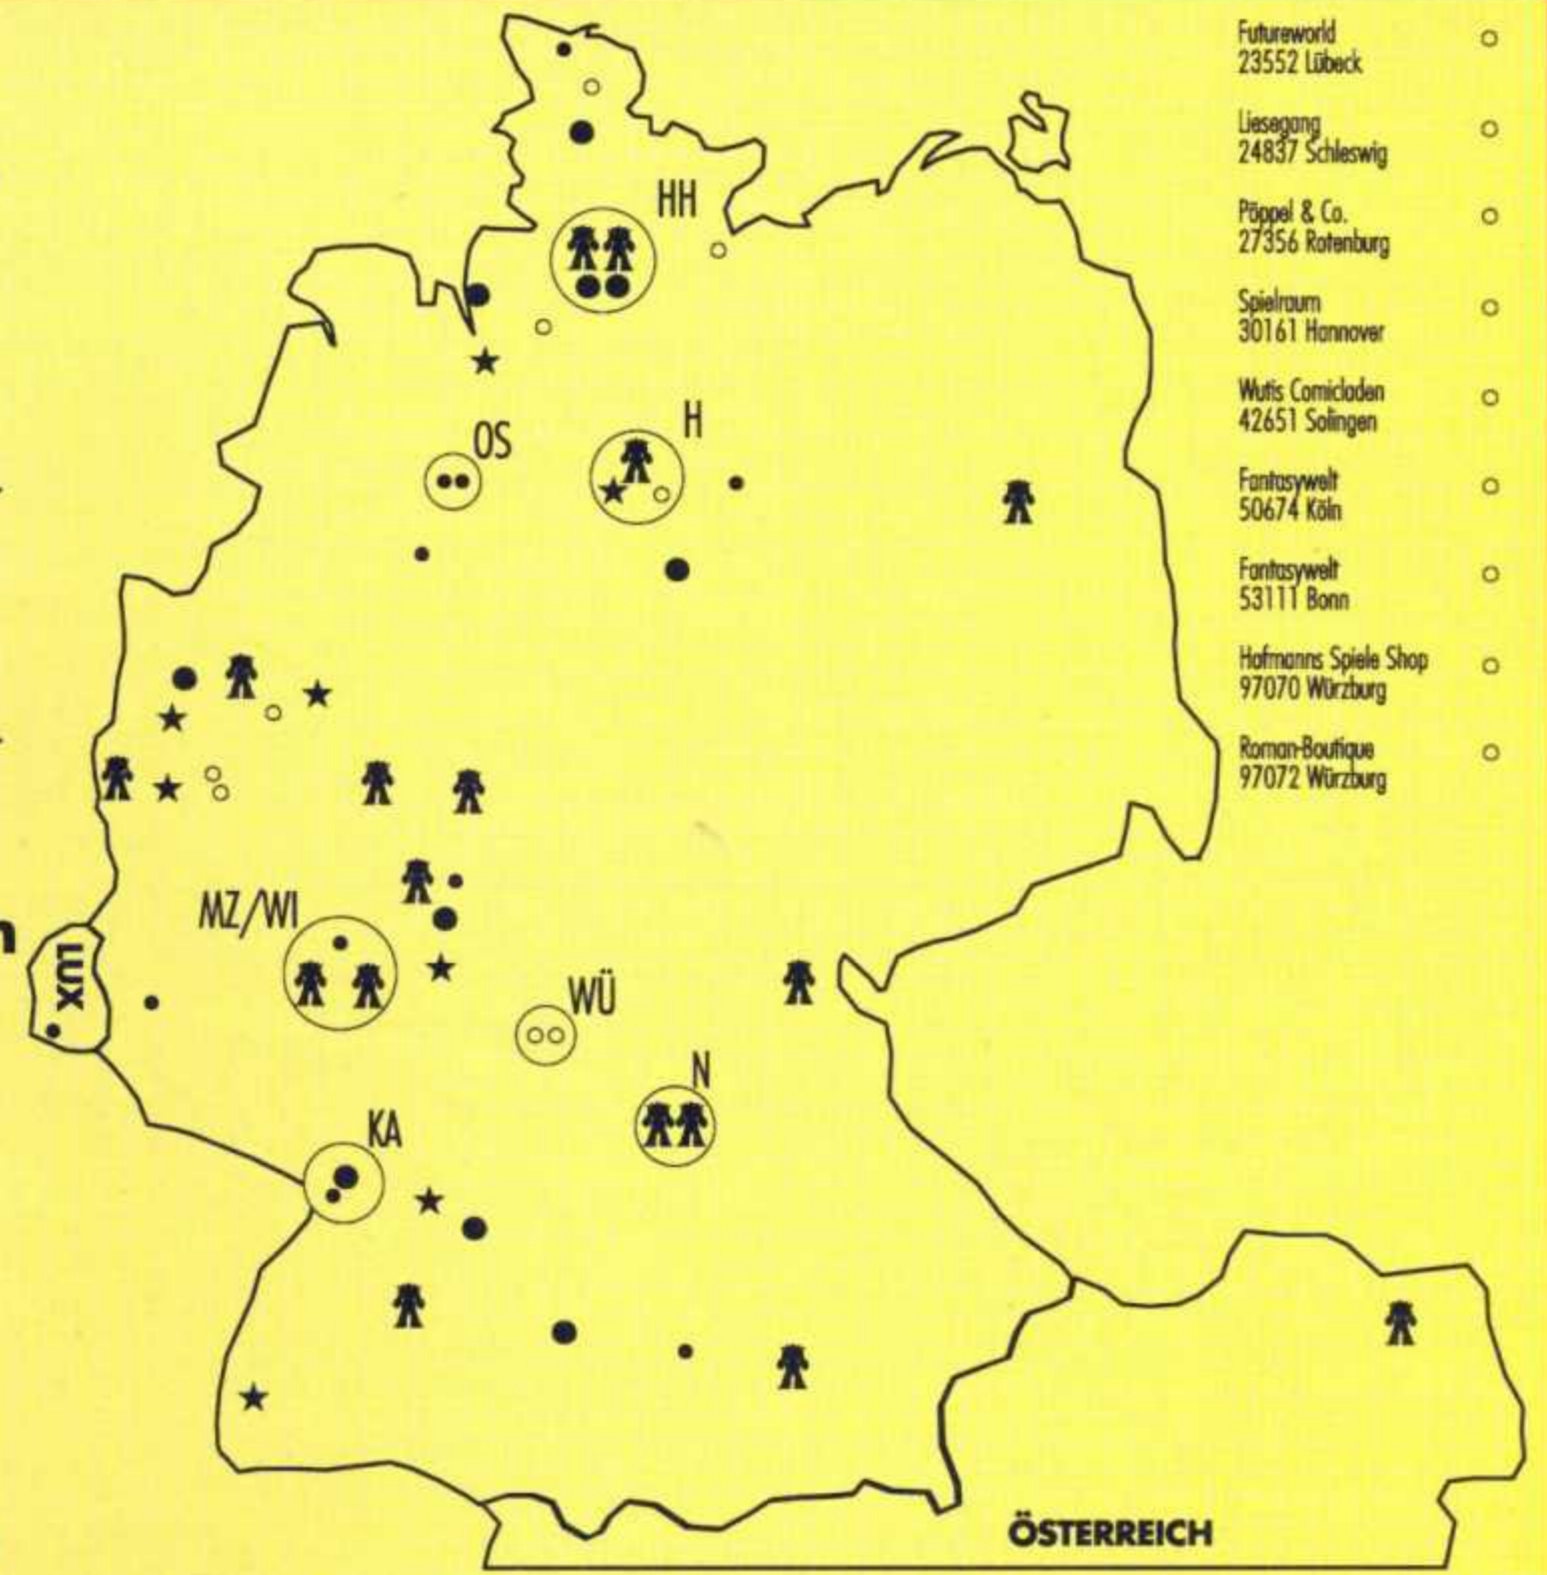 Futureworld
23552 Lübeck
Liesegang
24837 Schleswig
Pöppel & Co.
27356 Rotenburg
Spielraum
30161 Hannover
Wutis Comicladen
42651 Solingen
Fantasywelt
50674 Köln
Fantasywelt
53111 Bonn
Hofmanns Spiele Shop
97070 Würzburg
Roman-Boutique
97072 Würzburg
HH
H
OS
MZ/WI
LUX
WÜ
N
KA
ÖSTERREICH